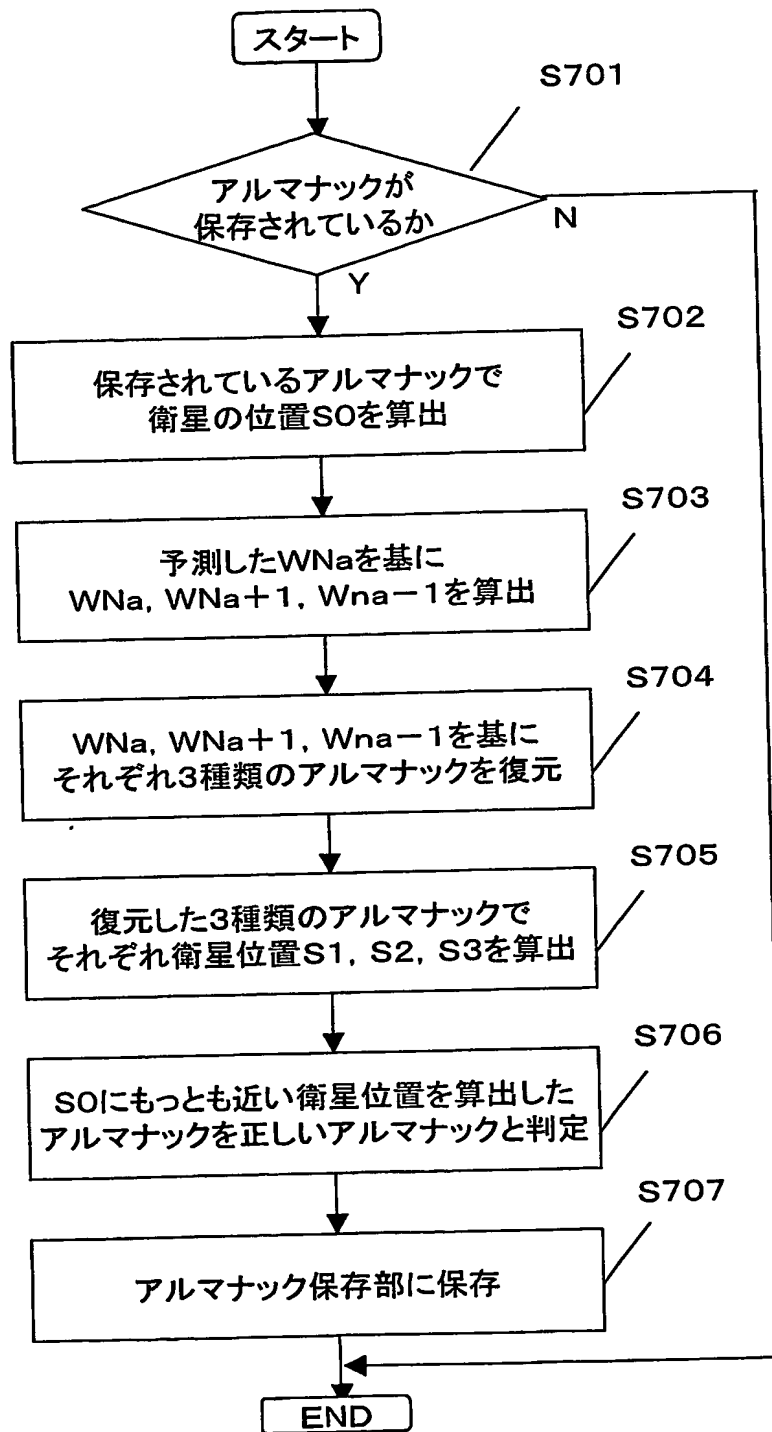 スタート
S701
アルマナックが
保存されているか
N
Y
S702
保存されているアルマナックで
衛星の位置S0を算出
S703
予測したWNaを基に
WNa, WNa+1, Wna-1を算出
S704
WNa, WNa+1, Wna-1を基に
それぞれ3種類のアルマナックを復元
S705
復元した3種類のアルマナックで
それぞれ衛星位置S1, S2, S3を算出
S706
S0にもっとも近い衛星位置を算出した
アルマナックを正しいアルマナックと判定
S707
アルマナック保存部に保存
END